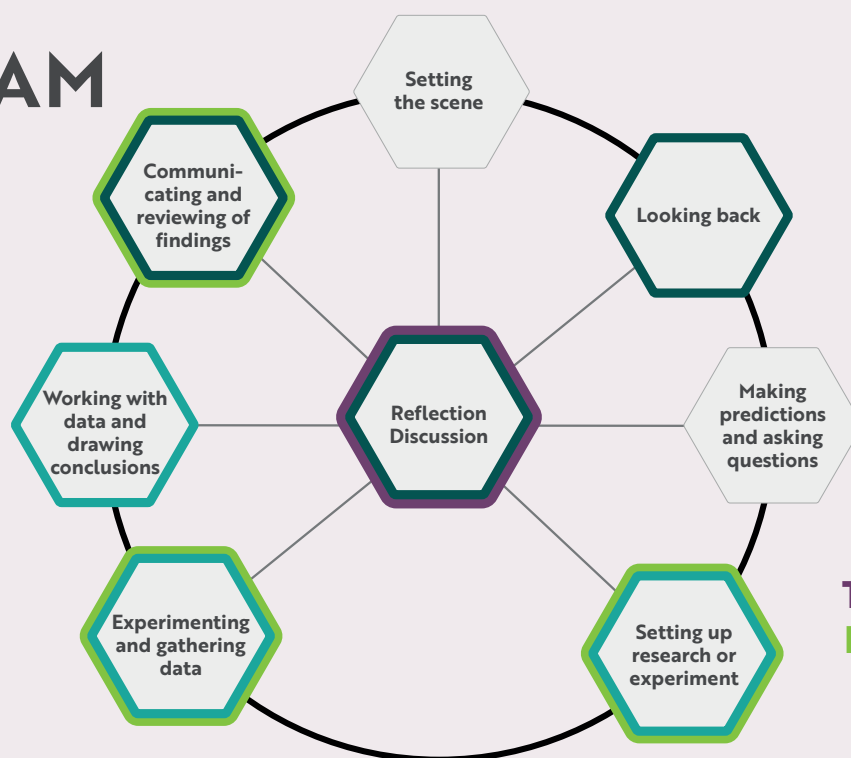 AM
Setting
the scene
Communi-
cating and
reviewing of
findings
Looking back
Working with
data and
drawing
conclusions
Reflection
Discussion
Making
predictions
and asking
questions
Experimenting
and gathering
data
Setting up
research or
experiment